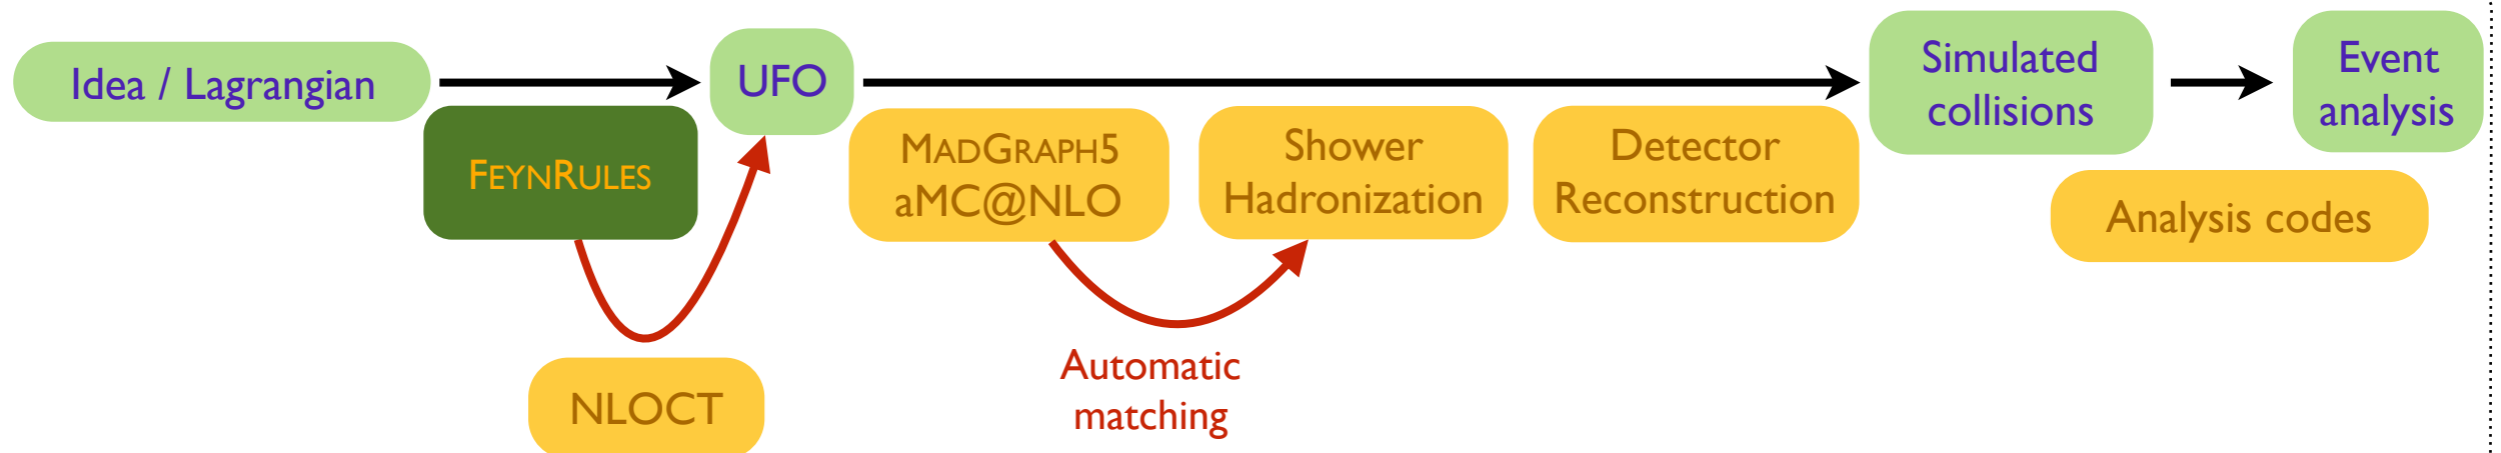 Idea / Lagrangian
UFO
Simulated
collisions
Event
analysis
FEYNRULES
MADGRAPH5
aMC@NLO
Shower
Hadronization
Detector
Reconstruction
Analysis codes
NLOCT
Automatic
matching